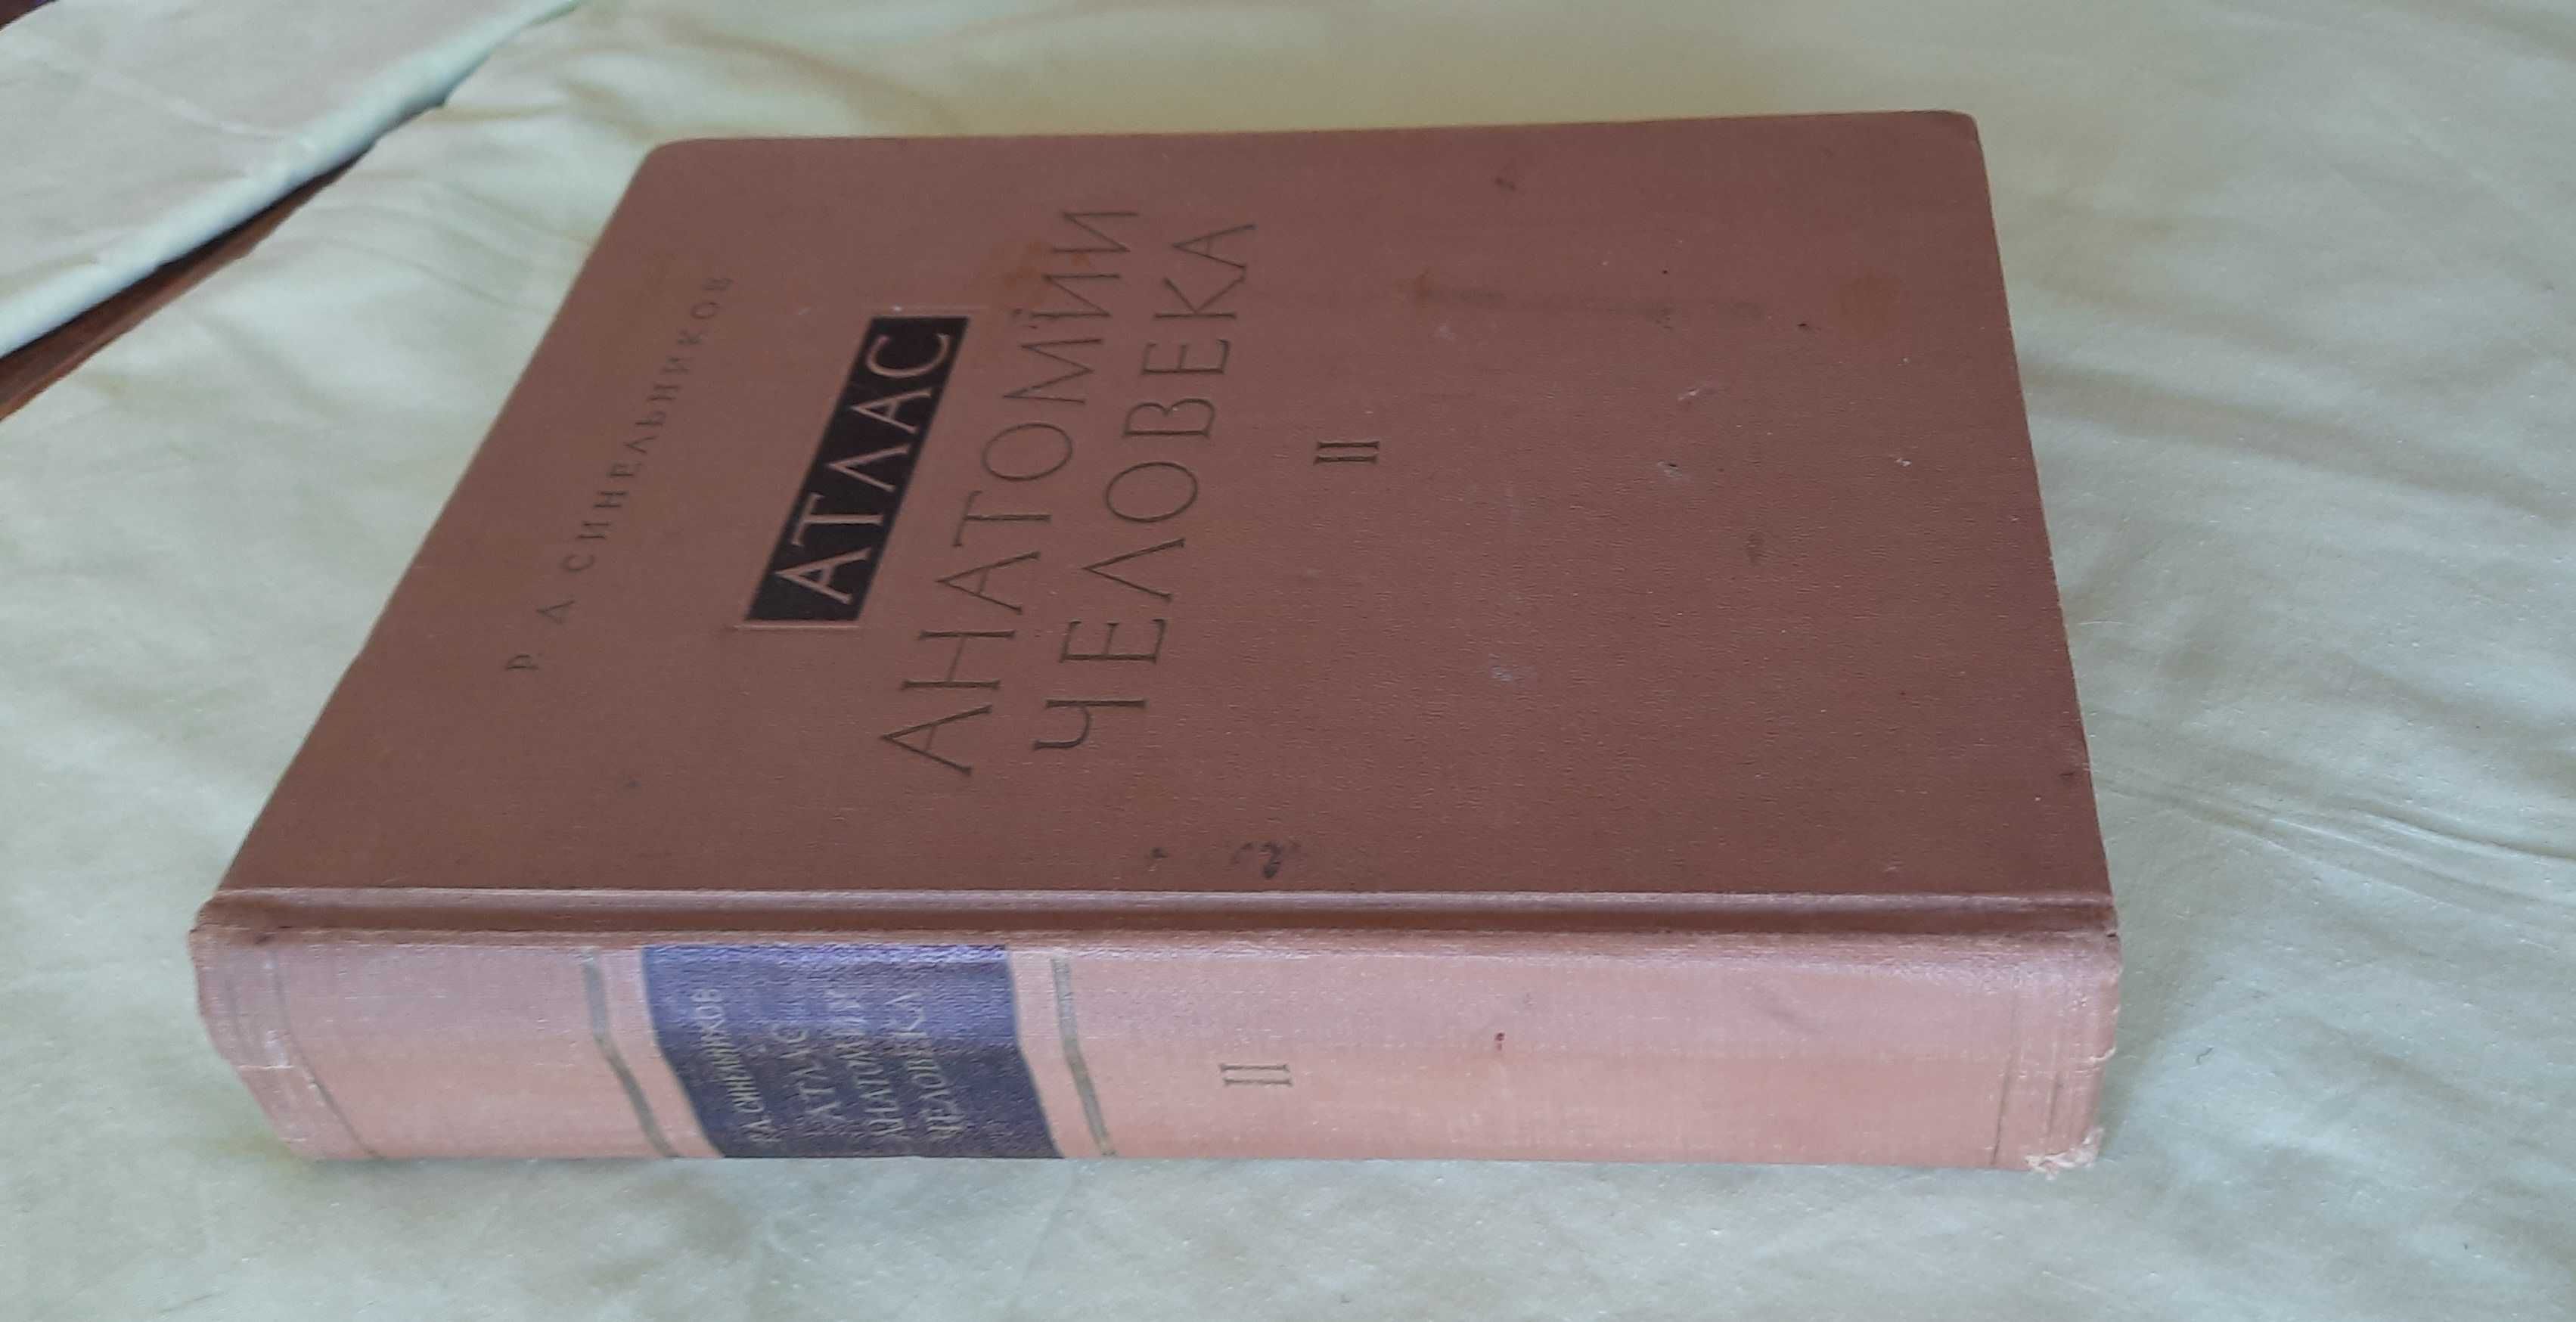 Р. А. СИНЕЛЬНИКОВ
АТЛАС
АНАТОМИИ
ЧЕЛОВЕКА
II
Р.А. СИНЕЛЬНИКОВ
АТЛАС
АНАТОМИИ
ЧЕЛОВЕКА
II